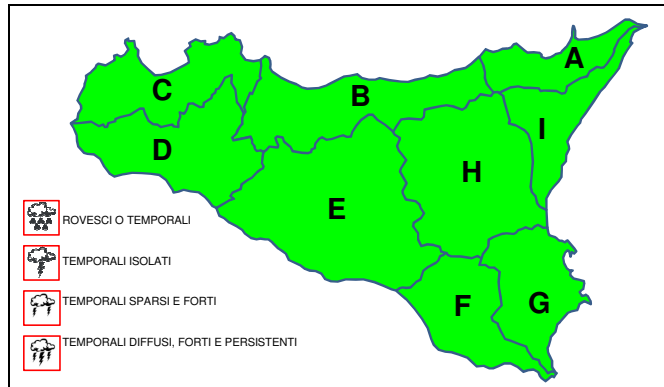 A
B
C
I
D
H
E
ROVESCI O TEMPORALI
TEMPORALI ISOLATI
F
G
TEMPORALI SPARSI E FORTI
TEMPORALI DIFFUSI, FORTI E PERSISTENTI